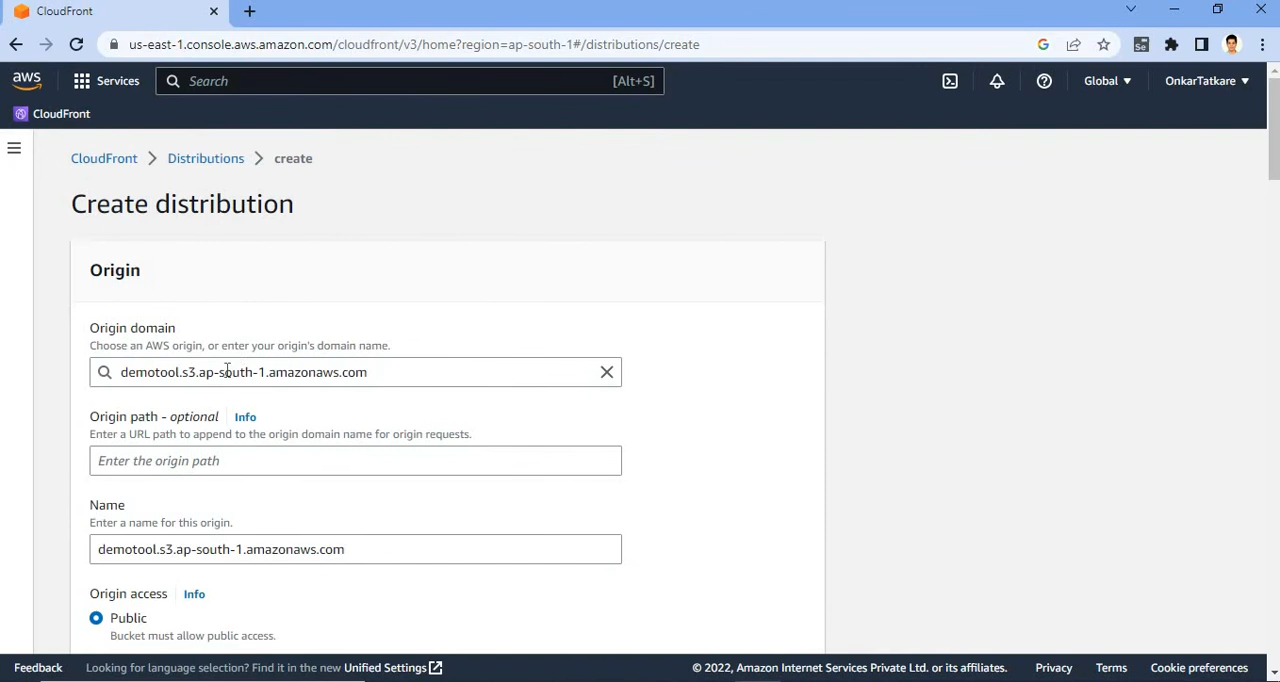 CloudFront
us-east-1.console.aws.amazon.com/cloudfront/v3/home?region=ap-south-1#/distributions/create
aws
Services
Search
[Alt+S]
Global
OnkarTatkare
CloudFront
CloudFront > Distributions > create
Create distribution
Origin
Origin domain
Choose an AWS origin, or enter your origin's domain name.
demotool.s3.ap-south-1.amazonaws.com
Origin path - optional Info
Enter a URL path to append to the origin domain name for origin requests.
Enter the origin path
Name
Enter a name for this origin.
demotool.s3.ap-south-1.amazonaws.com
Origin access Info
Public
Bucket must allow public access.
Feedback Looking for language selection? Find it in the new Unified Settings © 2022, Amazon Internet Services Private Ltd. or its affiliates. Privacy Terms Cookie preferences